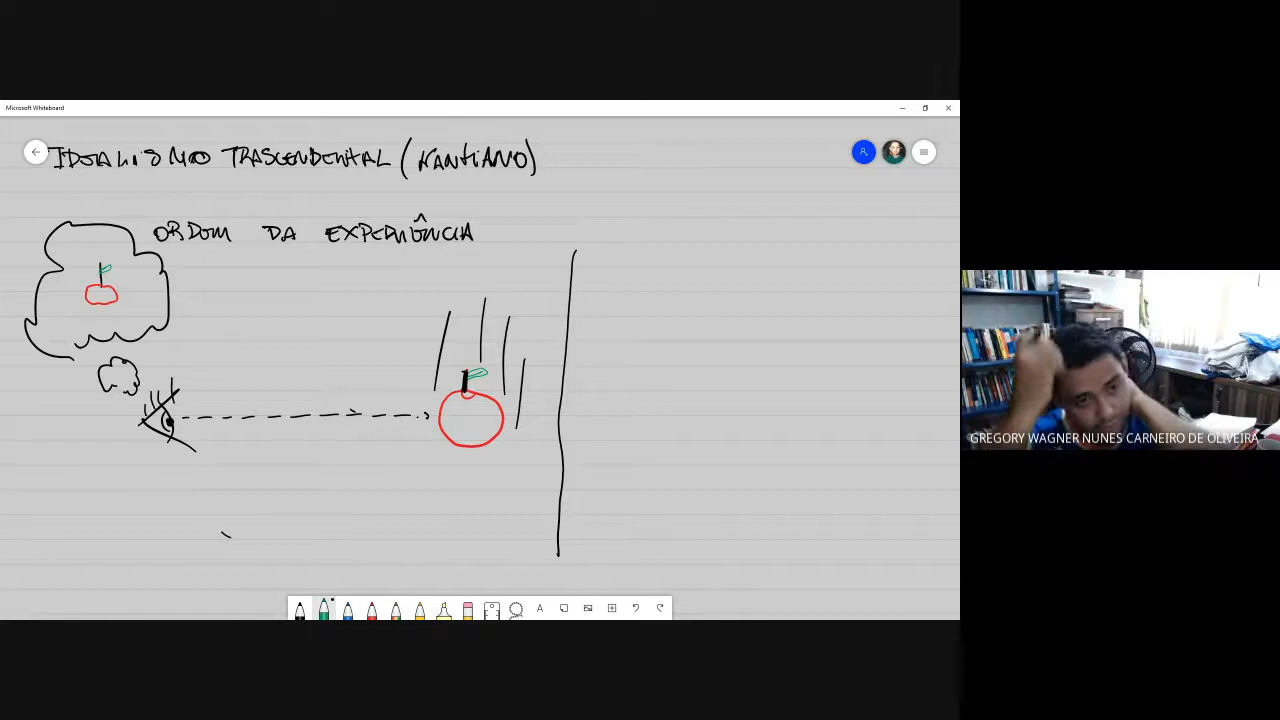 Microsoft Whiteboard
IDEALISMO TRASCENDENTAL (KANTIANO)
ORDEM DA EXPERIÊNCIA
GREGORY WAGNER NUNES CARNEIRO DE OLIVEIRA
A